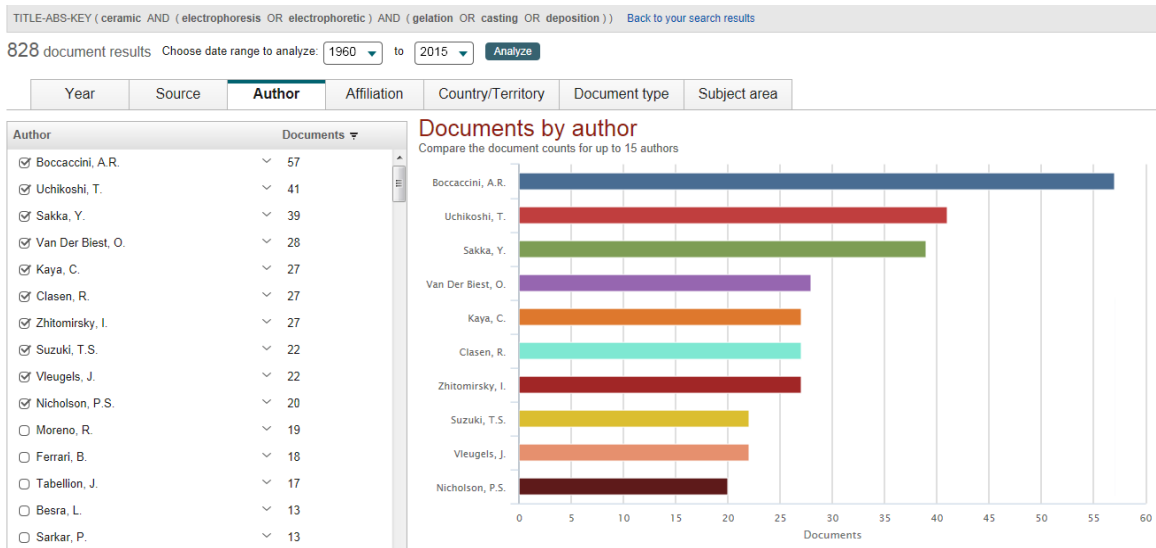 TITLE-ABS-KEY ( ceramic AND ( electrophoresis OR electrophoretic ) AND ( gelation OR casting OR deposition ) ) Back to your search results
828 document results Choose date range to analyze: 1960 to 2015 Analyze
Year Source Author Affiliation Country/Territory Document type Subject area
Author Documents
Boccaccini, A.R. 57
Uchikoshi, T. 41
Sakka, Y. 39
Van Der Biest, O. 28
Kaya, C. 27
Clasen, R. 27
Zhitomirsky, I. 27
Suzuki, T.S. 22
Vleugels, J. 22
Nicholson, P.S. 20
Moreno, R. 19
Ferrari, B. 18
Tabellion, J. 17
Besra, L. 13
Sarkar, P. 13
Documents by author
Compare the document counts for up to 15 authors
Boccaccini, A.R.
Uchikoshi, T.
Sakka, Y.
Van Der Biest, O.
Kaya, C.
Clasen, R.
Zhitomirsky, I.
Suzuki, T.S.
Vleugels, J.
Nicholson, P.S.
0 5 10 15 20 25 30 35 40 45 50 55 60
Documents